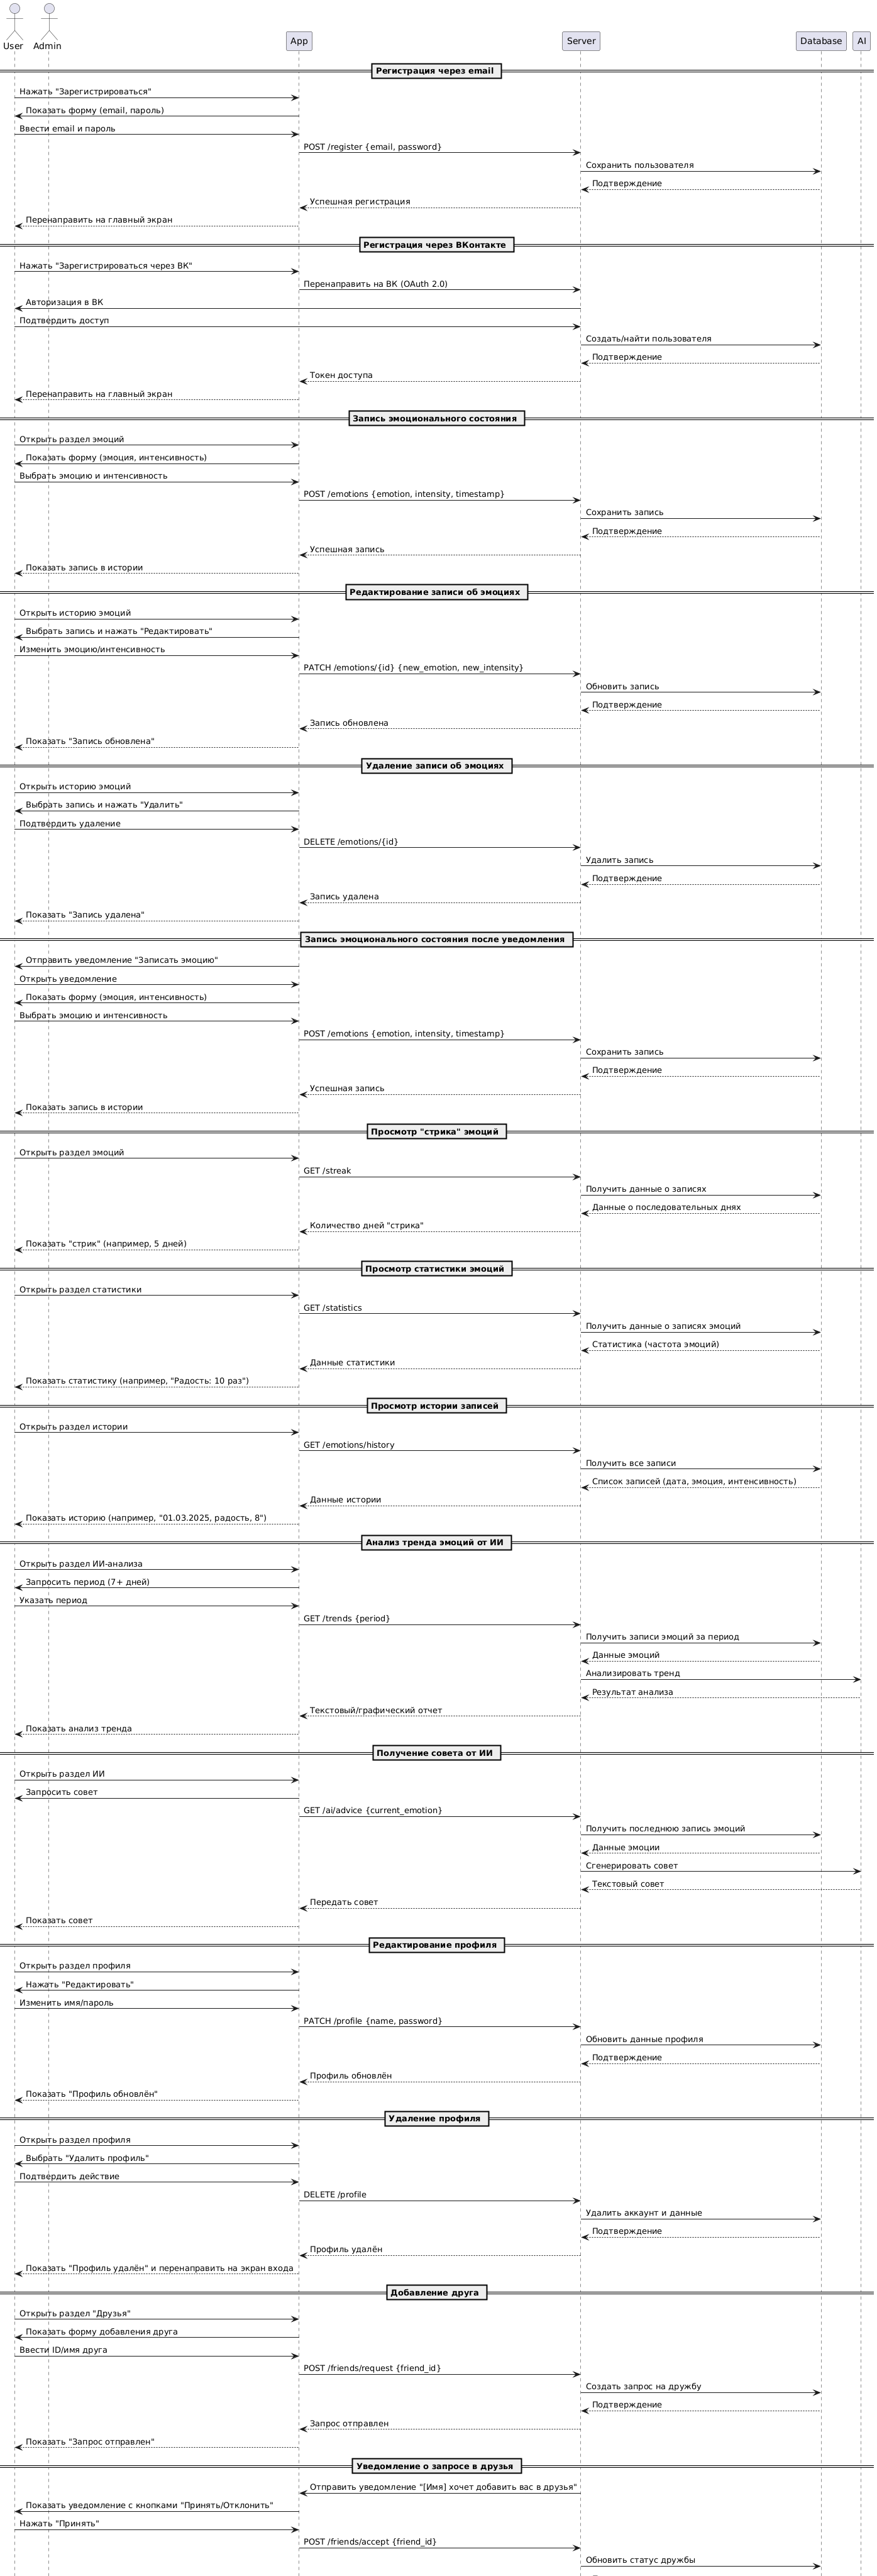 User
Admin
App
Server
Database
AI
Регистрация через email
Нажать "Зарегистрироваться"
Показать форму (email, пароль)
Ввести email и пароль
POST /register {email, password}
Сохранить пользователя
Подтверждение
Успешная регистрация
Перенаправить на главный экран
Регистрация через ВКонтакте
Нажать "Зарегистрироваться через ВК"
Перенаправить на ВК (OAuth 2.0)
Авторизация в ВК
Подтвердить доступ
Создать/найти пользователя
Подтверждение
Токен доступа
Перенаправить на главный экран
Запись эмоционального состояния
Открыть раздел эмоций
Показать форму (эмоция, интенсивность)
Выбрать эмоцию и интенсивность
POST /emotions {emotion, intensity, timestamp}
Сохранить запись
Подтверждение
Успешная запись
Показать запись в истории
Редактирование записи об эмоциях
Открыть историю эмоций
Выбрать запись и нажать "Редактировать"
Изменить эмоцию/интенсивность
PATCH /emotions/{id} {new_emotion, new_intensity}
Обновить запись
Подтверждение
Запись обновлена
Показать "Запись обновлена"
Удаление записи об эмоциях
Открыть историю эмоций
Выбрать запись и нажать "Удалить"
Подтвердить удаление
DELETE /emotions/{id}
Удалить запись
Подтверждение
Запись удалена
Показать "Запись удалена"
Запись эмоционального состояния после уведомления
Отправить уведомление "Записать эмоцию"
Открыть уведомление
Показать форму (эмоция, интенсивность)
Выбрать эмоцию и интенсивность
POST /emotions {emotion, intensity, timestamp}
Сохранить запись
Подтверждение
Успешная запись
Показать запись в истории
Просмотр "стрика" эмоций
Открыть раздел эмоций
GET /streak
Получить данные о записях
Данные о последовательных днях
Количество дней "стрика"
Показать "стрик" (например, 5 дней)
Просмотр статистики эмоций
Открыть раздел статистики
GET /statistics
Получить данные о записях эмоций
Статистика (частота эмоций)
Данные статистики
Показать статистику (например, "Радость: 10 раз")
Просмотр истории записей
Открыть раздел истории
GET /emotions/history
Получить все записи
Список записей (дата, эмоция, интенсивность)
Данные истории
Показать историю (например, "01.03.2025, радость, 8")
Анализ тренда эмоций от ИИ
Открыть раздел ИИ-анализа
Запросить период (7+ дней)
Указать период
GET /trends {period}
Получить записи эмоций за период
Данные эмоций
Анализировать тренд
Результат анализа
Текстовый/графический отчет
Показать анализ тренда
Получение совета от ИИ
Открыть раздел ИИ
Запросить совет
GET /ai/advice {current_emotion}
Получить последнюю запись эмоций
Данные эмоции
Сгенерировать совет
Текстовый совет
Передать совет
Показать совет
Редактирование профиля
Открыть раздел профиля
Нажать "Редактировать"
Изменить имя/пароль
PATCH /profile {name, password}
Обновить данные профиля
Подтверждение
Профиль обновлён
Показать "Профиль обновлён"
Удаление профиля
Открыть раздел профиля
Выбрать "Удалить профиль"
Подтвердить действие
DELETE /profile
Удалить аккаунт и данные
Подтверждение
Профиль удалён
Показать "Профиль удалён" и перенаправить на экран входа
Добавление друга
Открыть раздел "Друзья"
Показать форму добавления друга
Ввести ID/имя друга
POST /friends/request {friend_id}
Создать запрос на дружбу
Подтверждение
Запрос отправлен
Показать "Запрос отправлен"
Уведомление о запросе в друзья
Отправить уведомление "[Имя] хочет добавить вас в друзья"
Показать уведомление с кнопками "Принять/Отклонить"
Нажать "Принять"
POST /friends/accept {friend_id}
Обновить статус дружбы